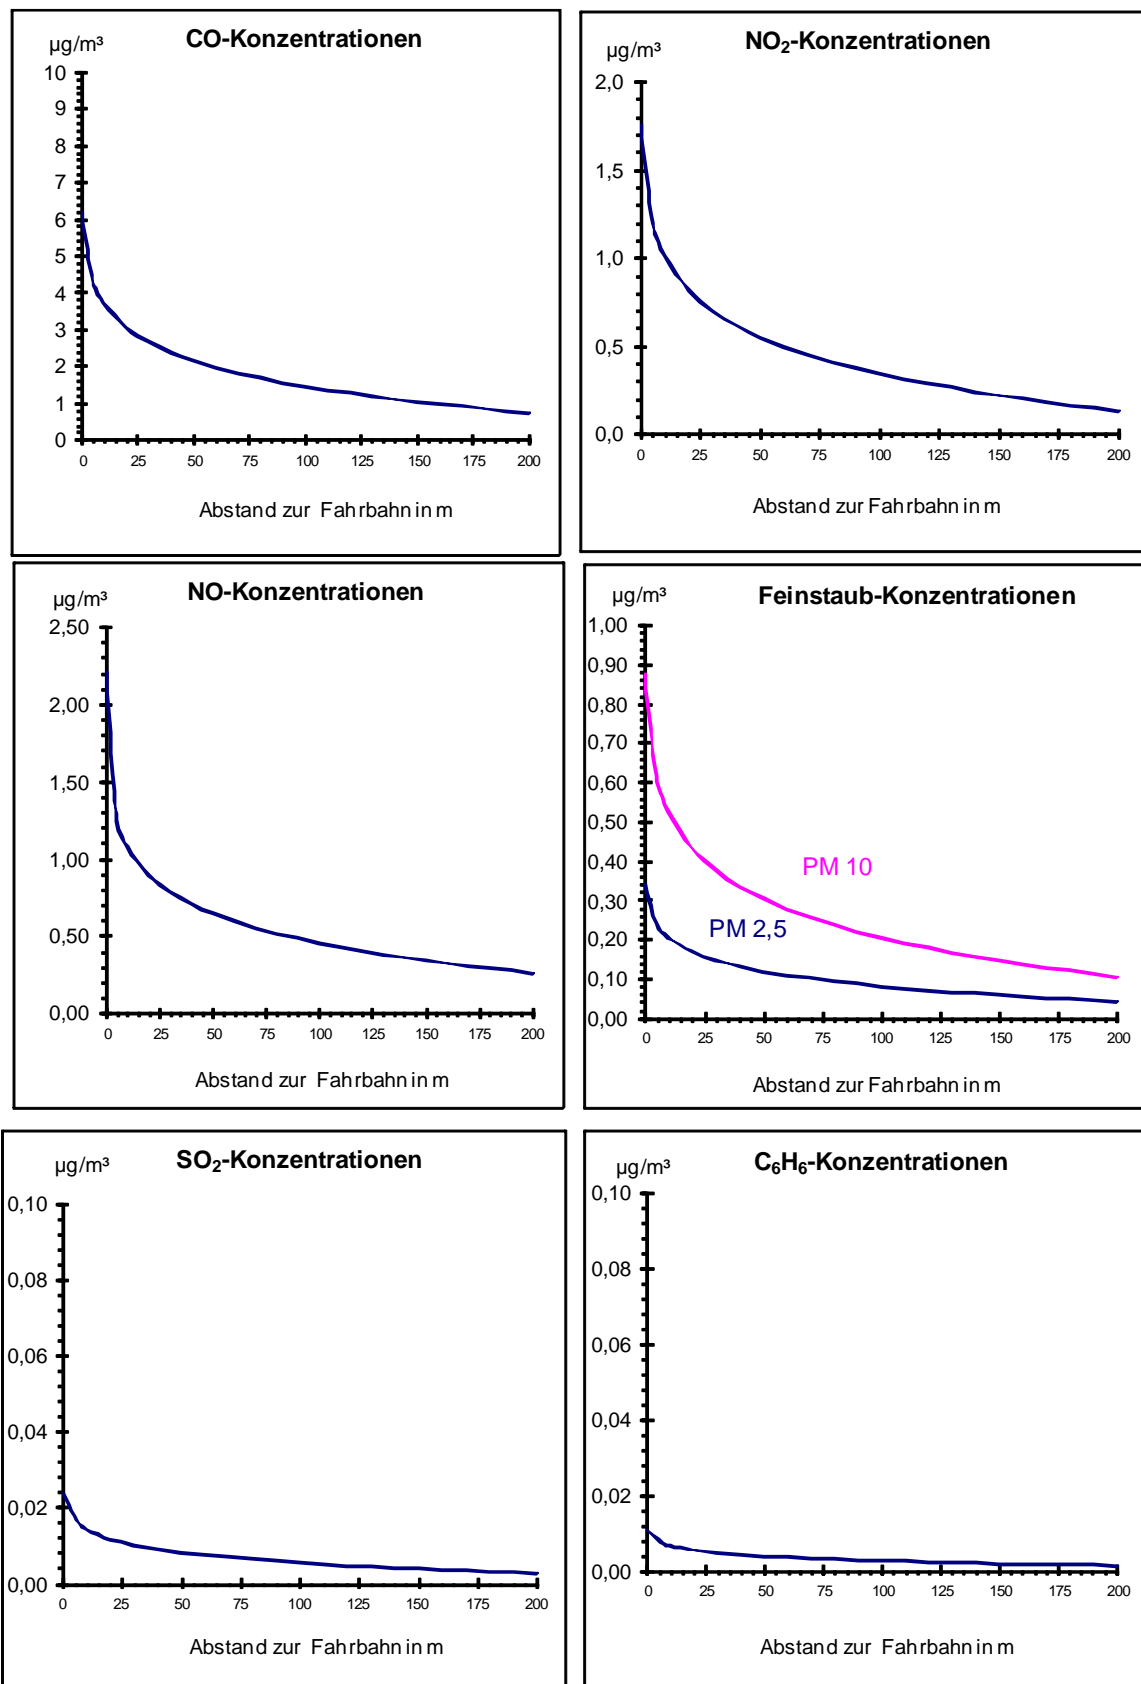 CO-Konzentrationen
µg/m³
10
9
8
7
6
5
4
3
2
1
0
0 25 50 75 100 125 150 175 200
Abstand zur Fahrbahn in m
NO₂-Konzentrationen
µg/m³
2,0
1,5
1,0
0,5
0,0
0 25 50 75 100 125 150 175 200
Abstand zur Fahrbahn in m
NO-Konzentrationen
µg/m³
2,50
2,00
1,50
1,00
0,50
0,00
0 25 50 75 100 125 150 175 200
Abstand zur Fahrbahn in m
Feinstaub-Konzentrationen
µg/m³
1,00
0,90
0,80
0,70
0,60
0,50
0,40
0,30
0,20
0,10
0,00
PM 10
PM 2,5
0 25 50 75 100 125 150 175 200
Abstand zur Fahrbahn in m
SO₂-Konzentrationen
µg/m³
0,10
0,08
0,06
0,04
0,02
0,00
0 25 50 75 100 125 150 175 200
Abstand zur Fahrbahn in m
C₆H₆-Konzentrationen
µg/m³
0,10
0,08
0,06
0,04
0,02
0,00
0 25 50 75 100 125 150 175 200
Abstand zur Fahrbahn in m